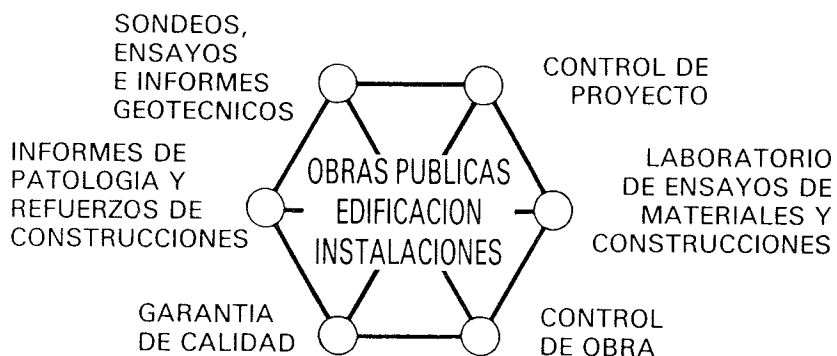 SONDEOS,
ENSAYOS
E INFORMES
GEOTECNICOS
CONTROL DE
PROYECTO
INFORMES DE
PATOLOGIA Y
REFUERZOS DE
CONSTRUCCIONES
OBRAS PUBLICAS
EDIFICACION
INSTALACIONES
LABORATORIO
DE ENSAYOS DE
MATERIALES Y
CONSTRUCCIONES
GARANTIA
DE CALIDAD
CONTROL
DE OBRA